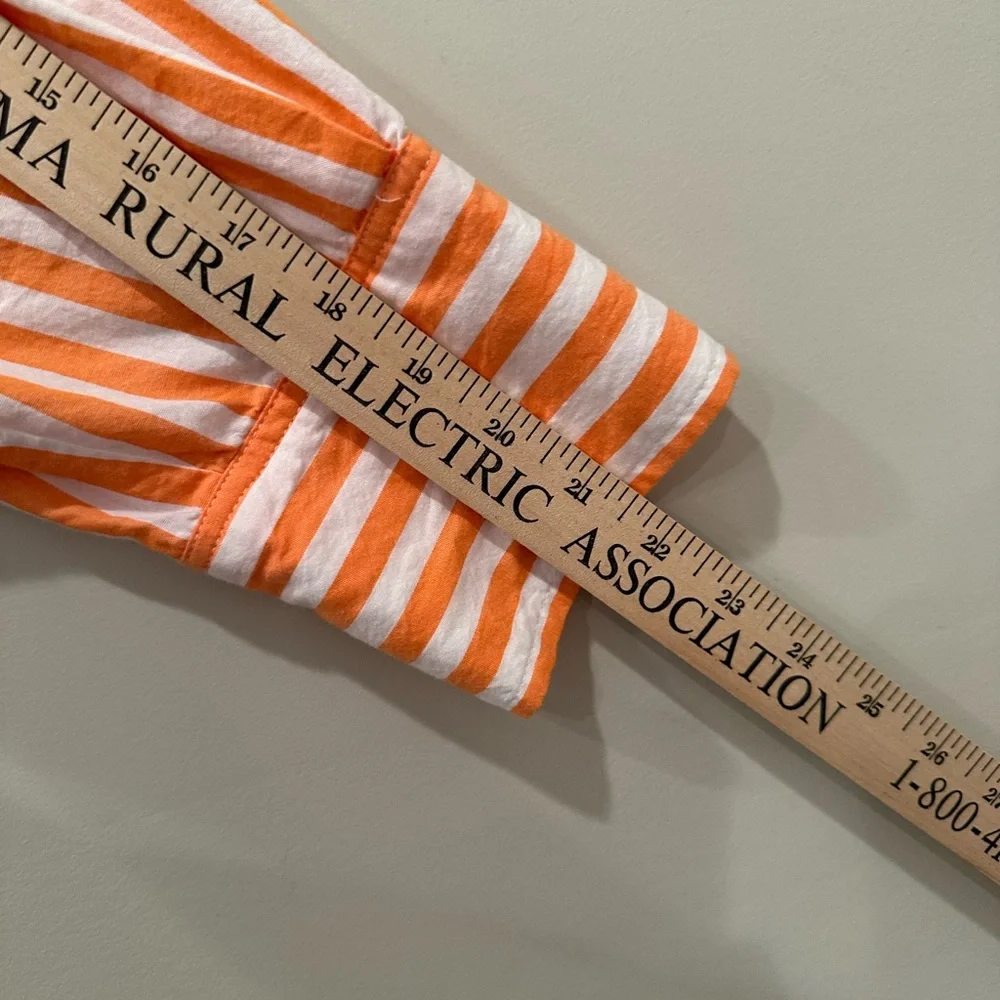 15 16 17 18 19 20 21 22 23 24 25 26
MA RURAL ELECTRIC ASSOCIATION 1-800-4